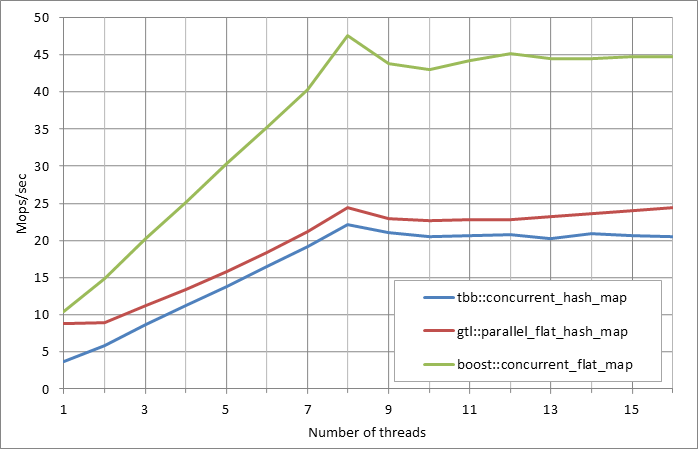 50
45
40
35
30
25
20
15
10
5
0
Mops/sec
tbb::concurrent_hash_map
gtl::parallel_flat_hash_map
boost::concurrent_flat_map
1 3 5 7 9 11 13 15
Number of threads